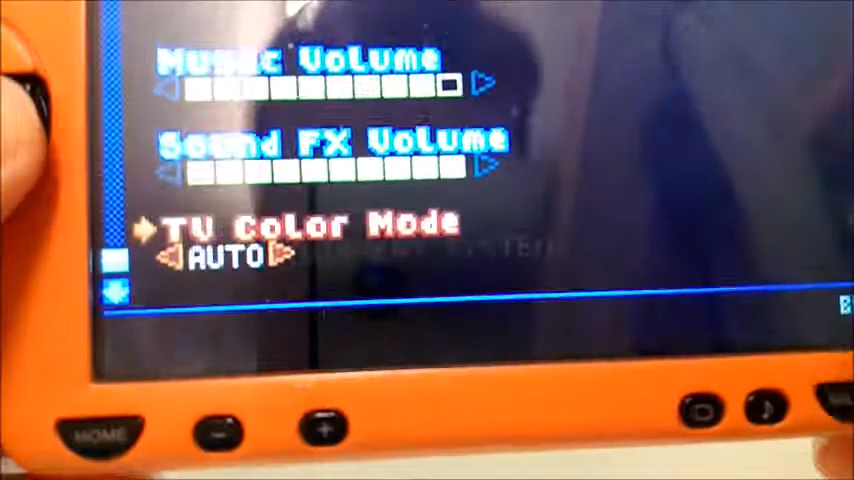 Music Volume
Sound FX Volume
TV Color Mode
AUTO
HOME